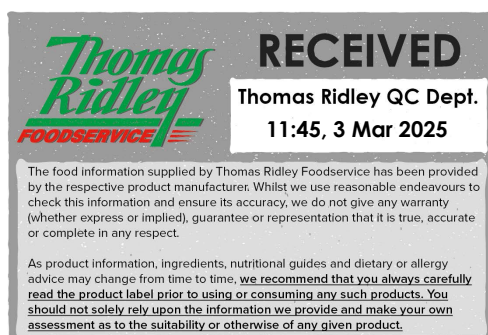 Thomas
Ridley
FOODSERVICE
RECEIVED
Thomas Ridley QC Dept.
11:45, 3 Mar 2025
The food information supplied by Thomas Ridley Foodservice has been provided
by the respective product manufacturer. Whilst we use reasonable endeavours to
check this information and ensure its accuracy, we do not give any warranty
(whether express or implied), guarantee or representation that it is true, accurate
or complete in any respect.
As product information, ingredients, nutritional guides and dietary or allergy
advice may change from time to time, we recommend that you always carefully
read the product label prior to using or consuming any such products. You
should not solely rely upon the information we provide and make your own
assessment as to the suitability or otherwise of any given product.